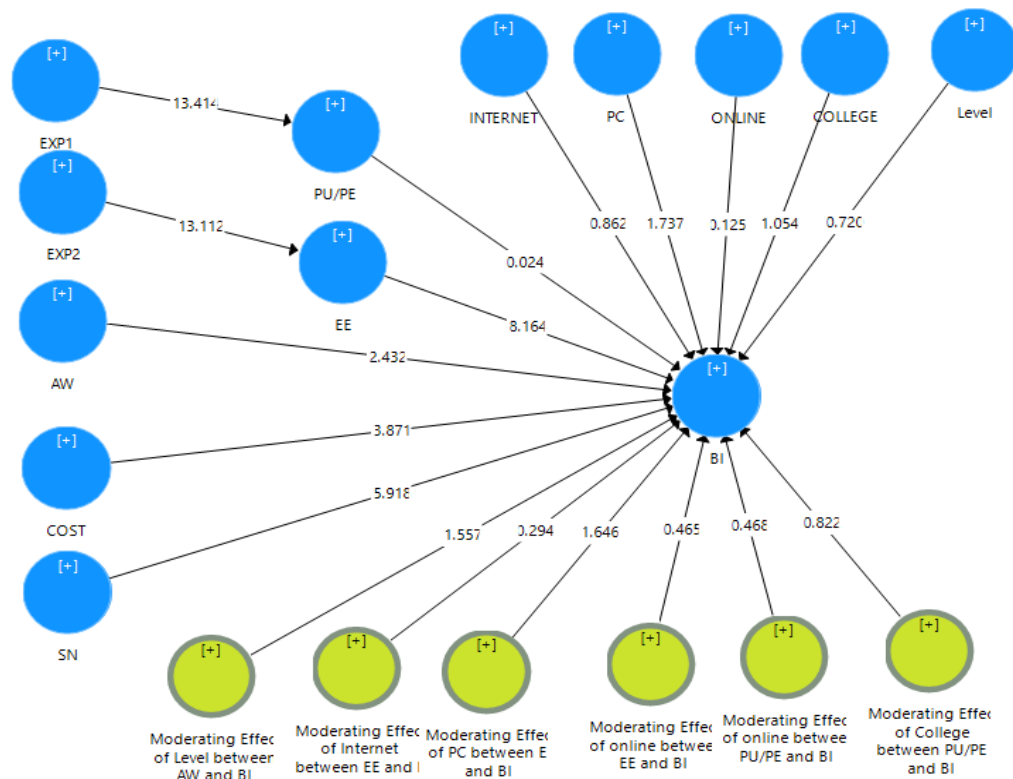 [+]
[+]
[+]
[+]
[+]
[+]
EXP1
13.414
[+]
PU/PE
INTERNET
PC
ONLINE
COLLEGE
Level
[+]
EXP2
13.112
[+]
EE
0.862
1.737
0.125
1.054
0.720
0.024
[+]
AW
8.164
2.432
[+]
BI
[+]
COST
3.871
5.918
[+]
SN
1.557
0.294
1.646
0.465
0.468
0.822
[+]
Moderating Effec
of Level between
AW and BI
[+]
Moderating Effec
of Internet
between EE and
[+]
Moderating Effec
of PC between E
and BI
[+]
Moderating Effec
of online betwee
EE and BI
[+]
Moderating Effec
of online betwee
PU/PE and BI
[+]
Moderating Effec
of College
between PU/PE
and BI